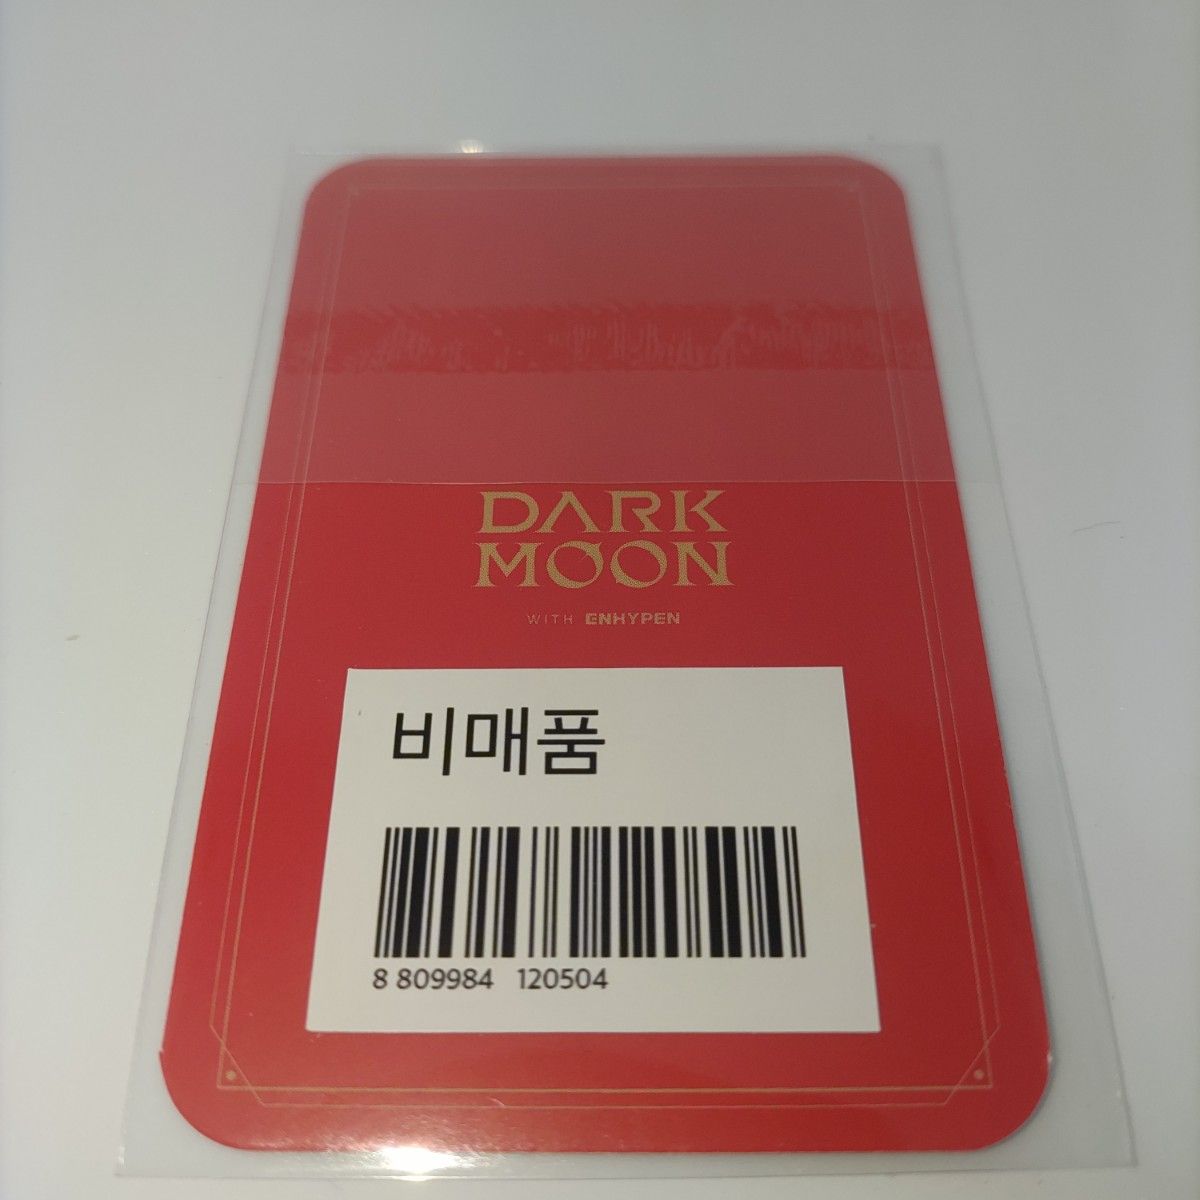 DARK
MOON
WITH ENHYPEN
비매품
8 809984 120504